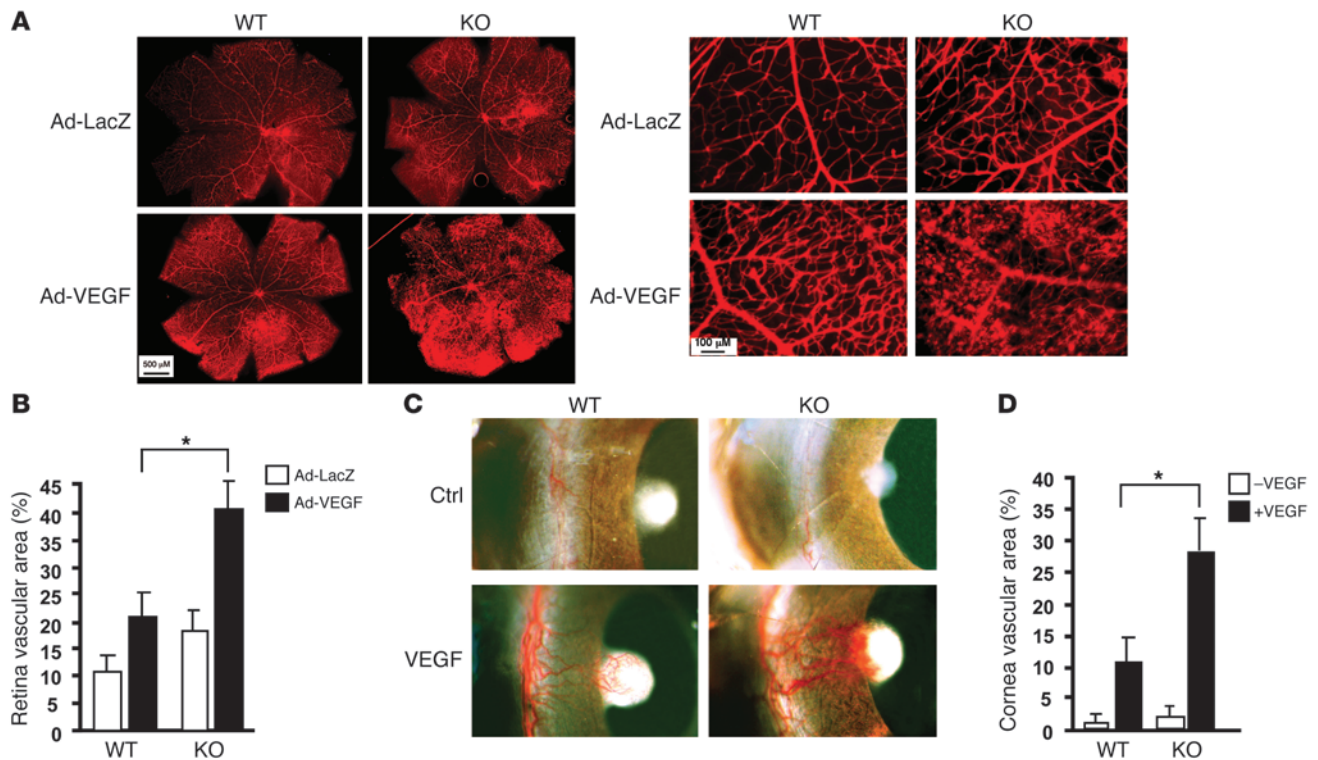 A
WT
KO
WT
KO
Ad-LacZ
Ad-LacZ
Ad-VEGF
Ad-VEGF
500 μM
100 μM
B
*
Ad-LacZ
Ad-VEGF
Retina vascular area (%)
45
40
35
30
25
20
15
10
5
0
WT
KO
C
WT
KO
Ctrl
VEGF
D
*
–VEGF
+VEGF
Cornea vascular area (%)
40
35
30
25
20
15
10
5
0
WT
KO